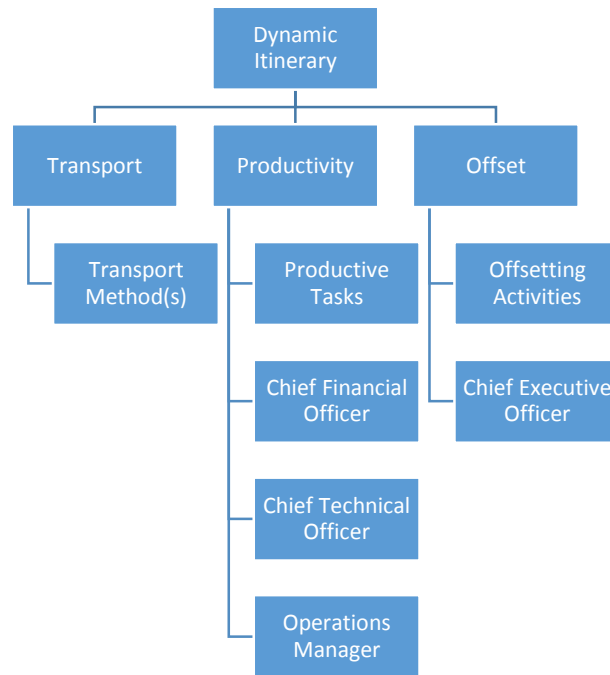 Dynamic
Itinerary
Transport
Productivity
Offset
Transport
Method(s)
Productive
Tasks
Offsetting
Activities
Chief Financial
Officer
Chief Executive
Officer
Chief Technical
Officer
Operations
Manager